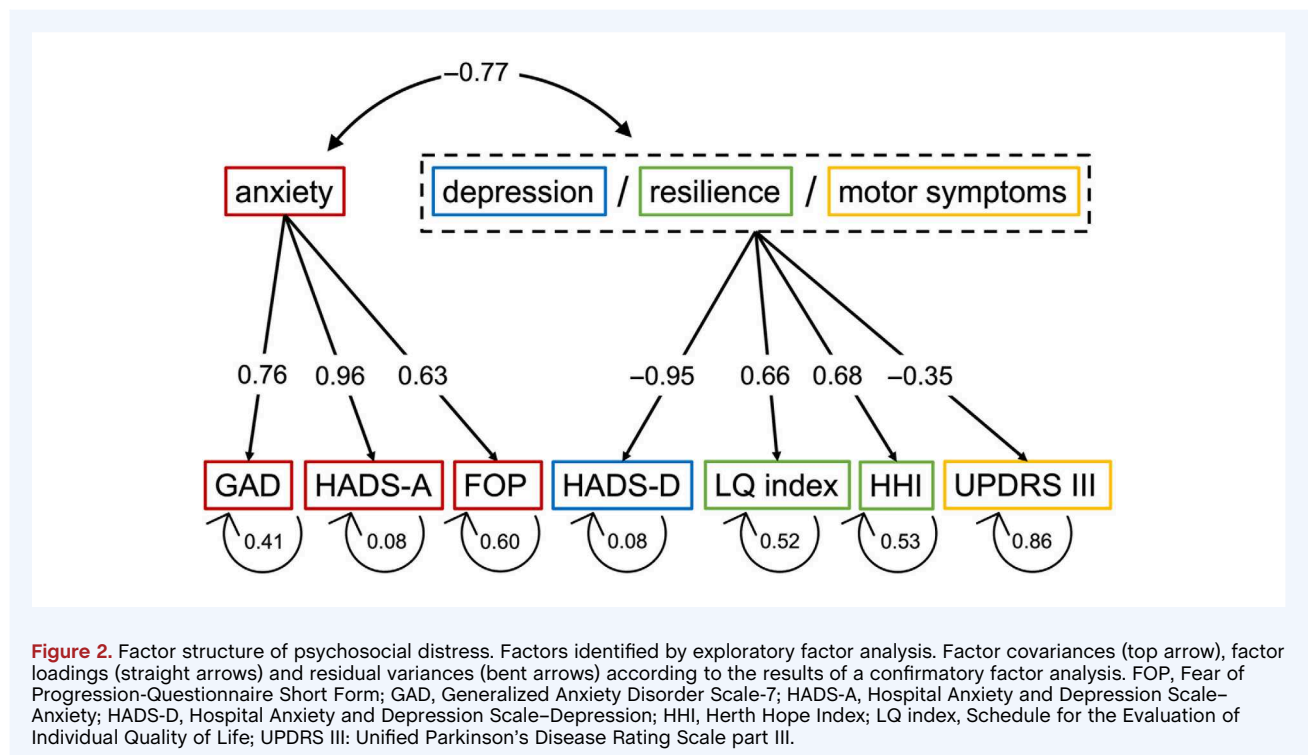 −0.77
anxiety
depression / resilience / motor symptoms
0.76 0.96 0.63 −0.95 0.66 0.68 −0.35
GAD HADS-A FOP HADS-D LQ index HHI UPDRS III
0.41 0.08 0.60 0.08 0.52 0.53 0.86
Figure 2. Factor structure of psychosocial distress. Factors identified by exploratory factor analysis. Factor covariances (top arrow), factor
loadings (straight arrows) and residual variances (bent arrows) according to the results of a confirmatory factor analysis. FOP, Fear of
Progression-Questionnaire Short Form; GAD, Generalized Anxiety Disorder Scale-7; HADS-A, Hospital Anxiety and Depression Scale–
Anxiety; HADS-D, Hospital Anxiety and Depression Scale–Depression; HHI, Herth Hope Index; LQ index, Schedule for the Evaluation of
Individual Quality of Life; UPDRS III: Unified Parkinson's Disease Rating Scale part III.